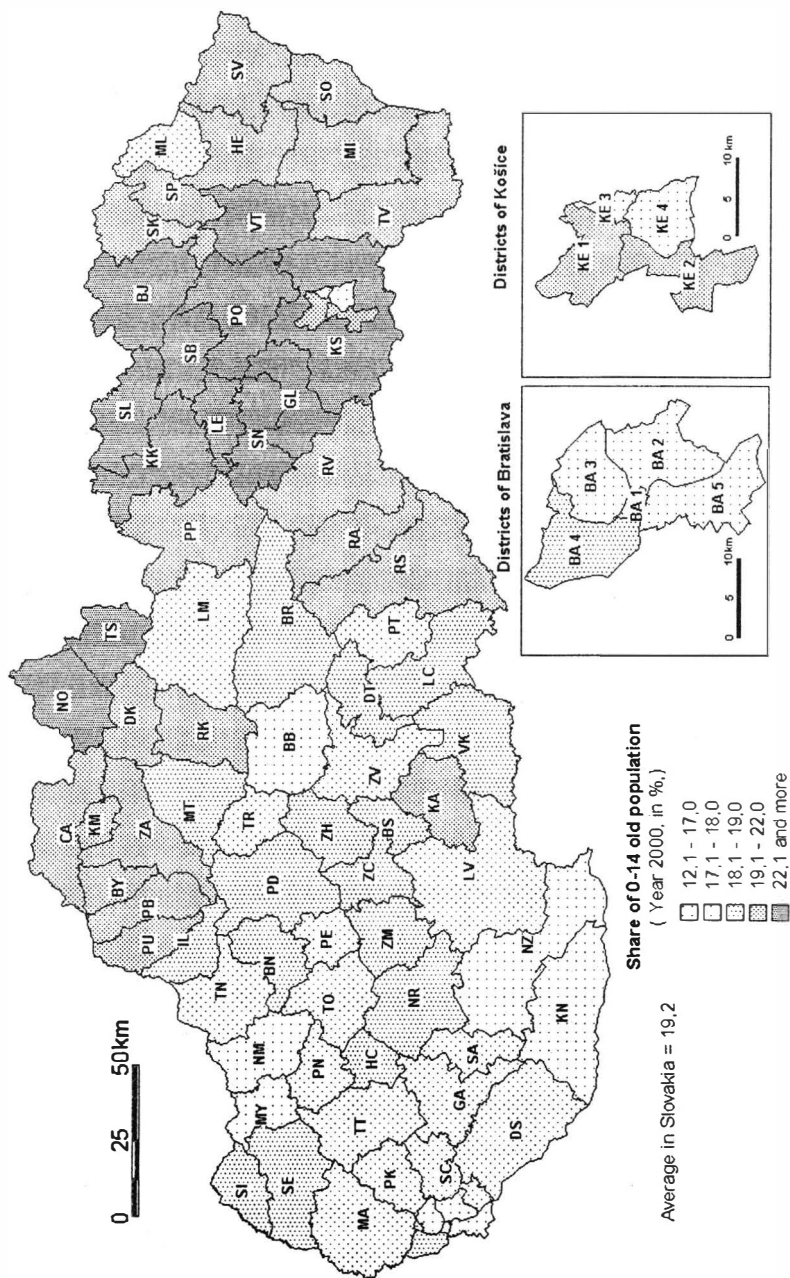 0 25 50km
SI
SE
MA
MY
NM
PN
TT
PK
SC
GA
DS
HC
SA
KN
NZ
NR
TO
TN
BN
PE
ZM
IL
PU
PB
BY
CA
KM
ZA
MT
TR
PD
ZH
ZC
BS
KA
LV
VK
ZV
BB
RK
DK
NO
TS
LM
BR
DT
LC
PT
PP
RS
RA
RV
KK
SL
LE
SN
GL
SB
PO
BJ
KS
SK
SP
VT
ML
HE
MI
TV
SV
SO
Average in Slovakia = 19,2
Share of 0-14 old population
( Year 2000, in %,)
12,1 - 17,0
17,1 - 18,0
18,1 - 19,0
19,1 - 22,0
22,1 and more
Districts of Bratislava
BA 4
BA 3
BA 1
BA 2
BA 5
0 5 10km
Districts of Košice
KE 1
KE 3
KE 4
KE 2
0 5 10 km